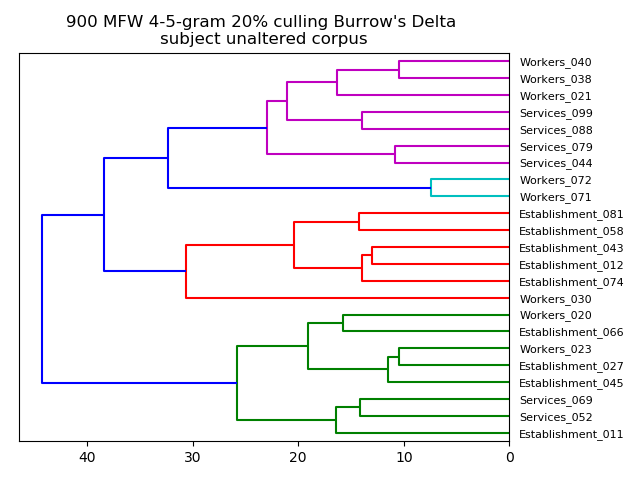 900 MFW 4-5-gram 20% culling Burrow's Delta
subject unaltered corpus
Workers_040
Workers_038
Workers_021
Services_099
Services_088
Services_079
Services_044
Workers_072
Workers_071
Establishment_081
Establishment_058
Establishment_043
Establishment_012
Establishment_074
Workers_030
Workers_020
Establishment_066
Workers_023
Establishment_027
Establishment_045
Services_069
Services_052
Establishment_011
40 30 20 10 0